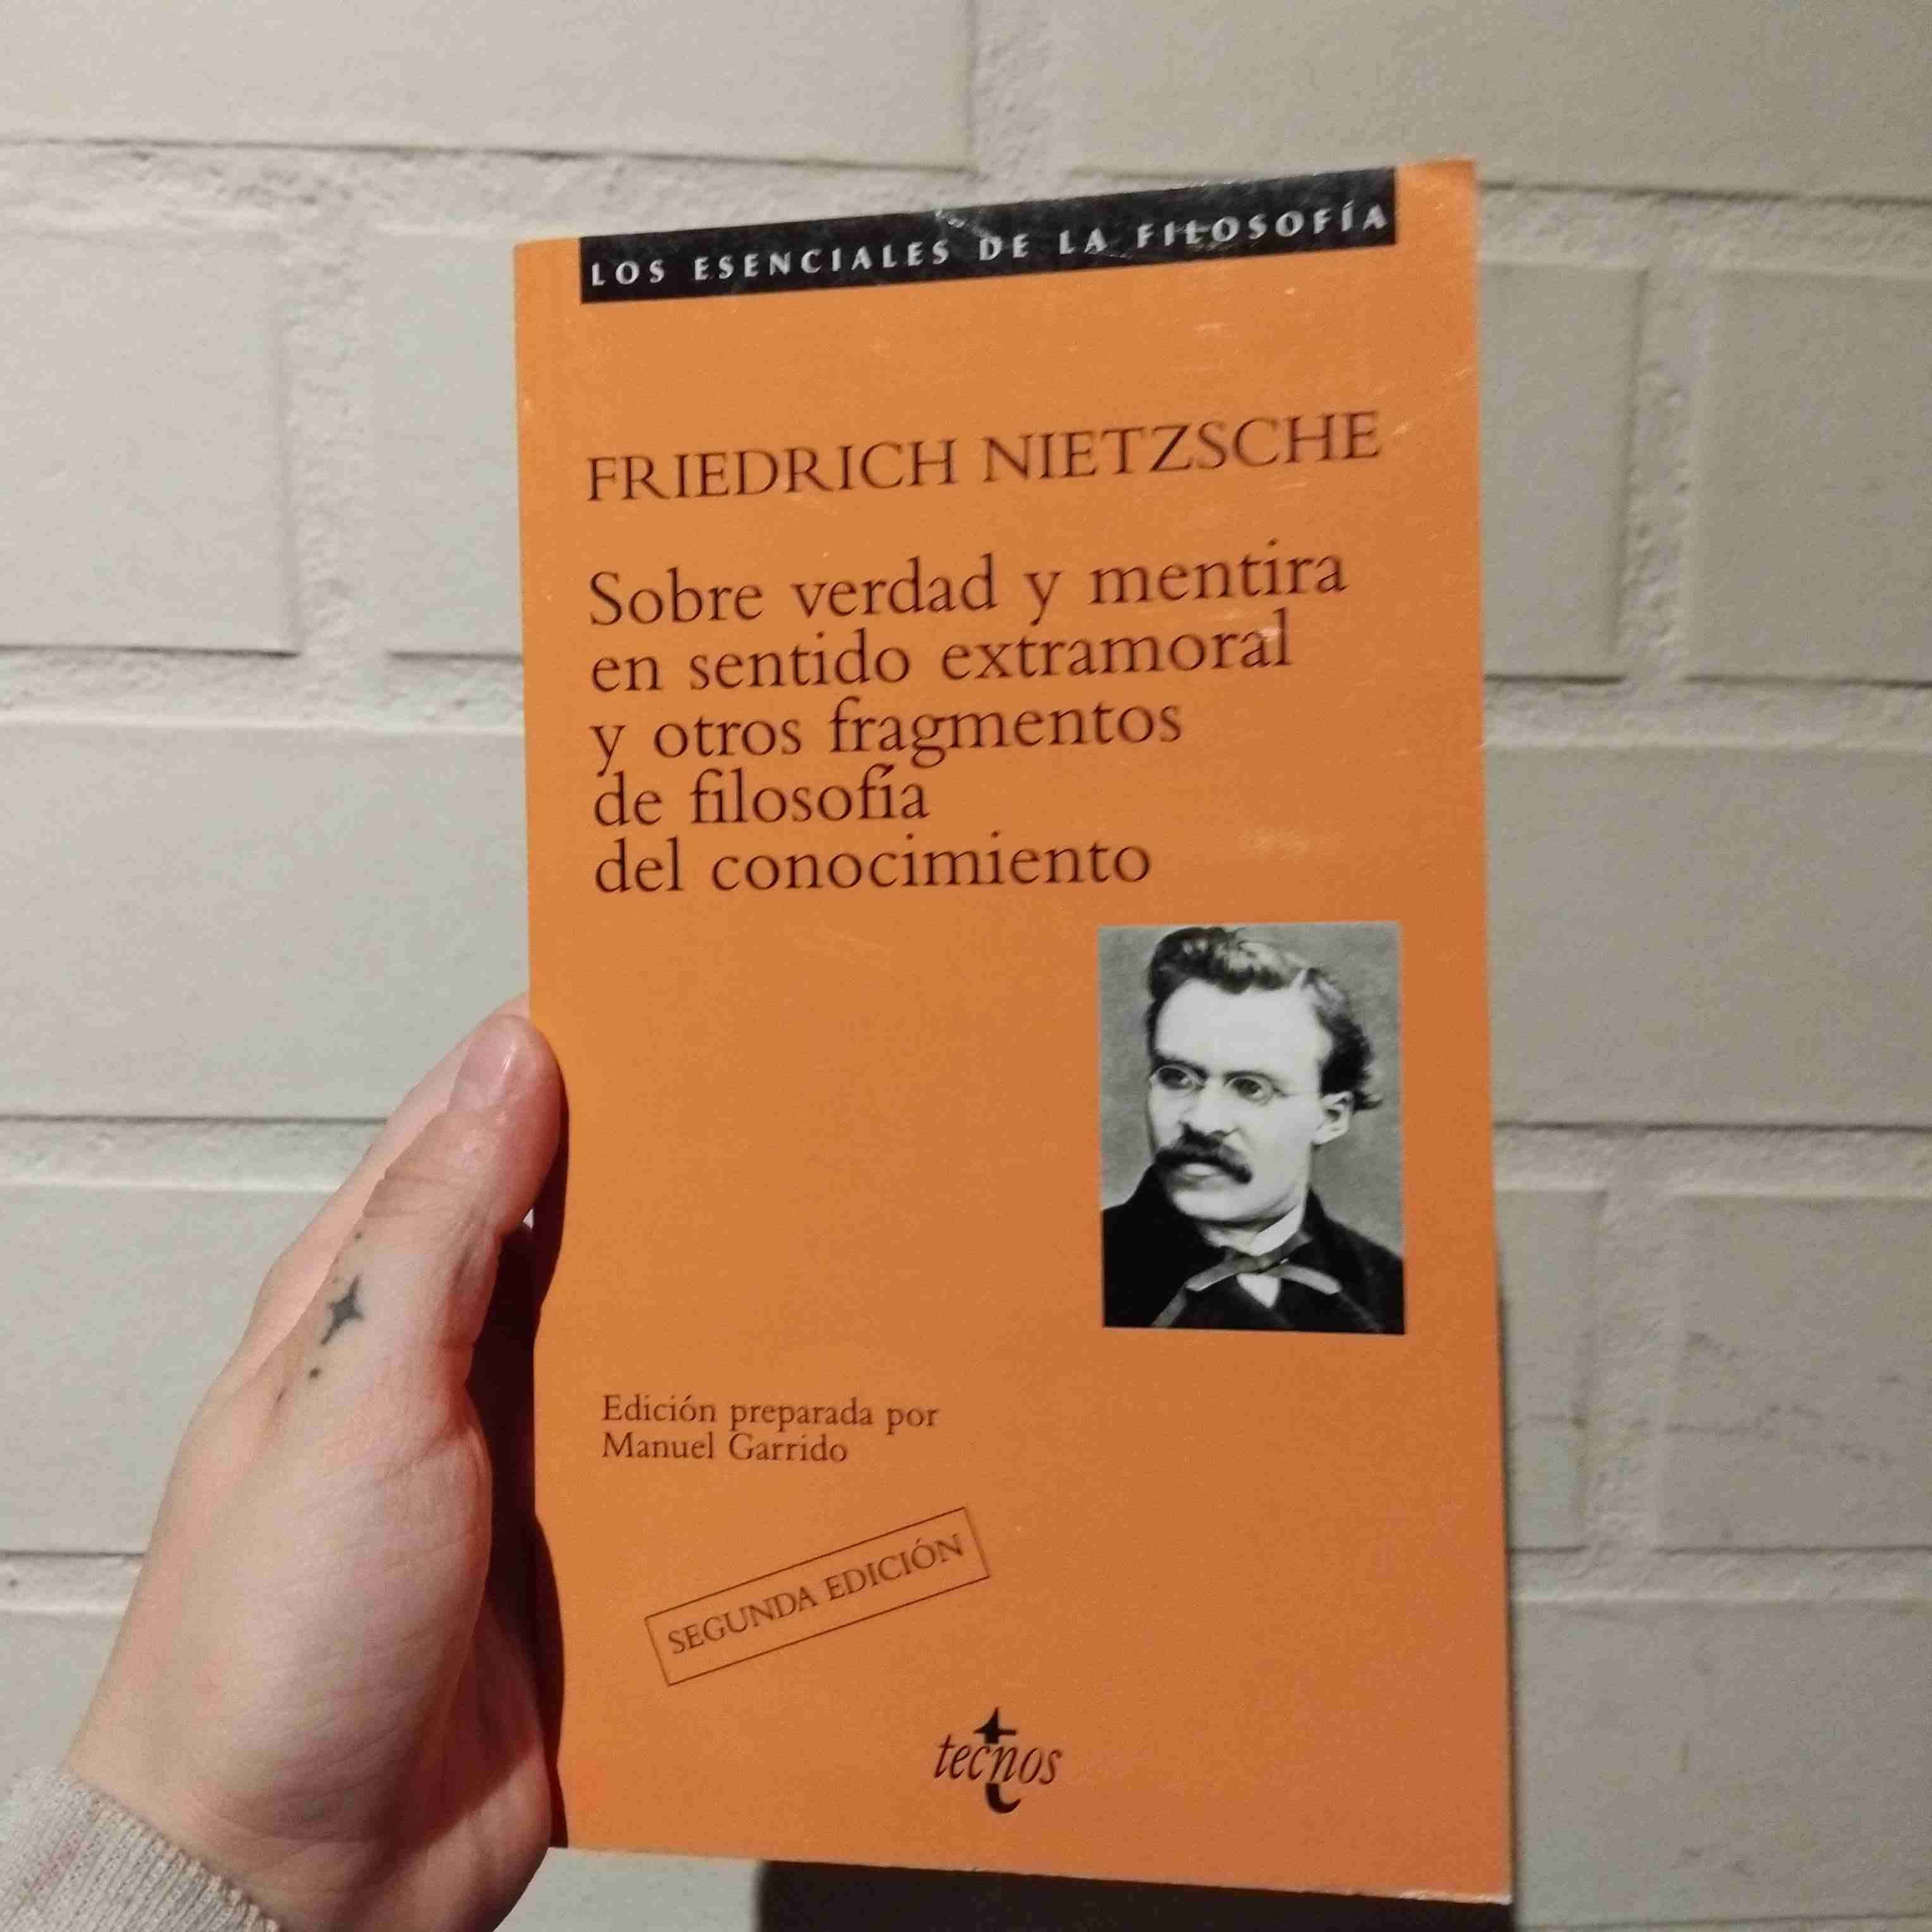 LOS ESENCIALES DE LA FILOSOFÍA
FRIEDRICH NIETZSCHE
Sobre verdad y mentira
en sentido extramoral
y otros fragmentos
de filosofía
del conocimiento
Edición preparada por
Manuel Garrido
SEGUNDA EDICIÓN
tecnos